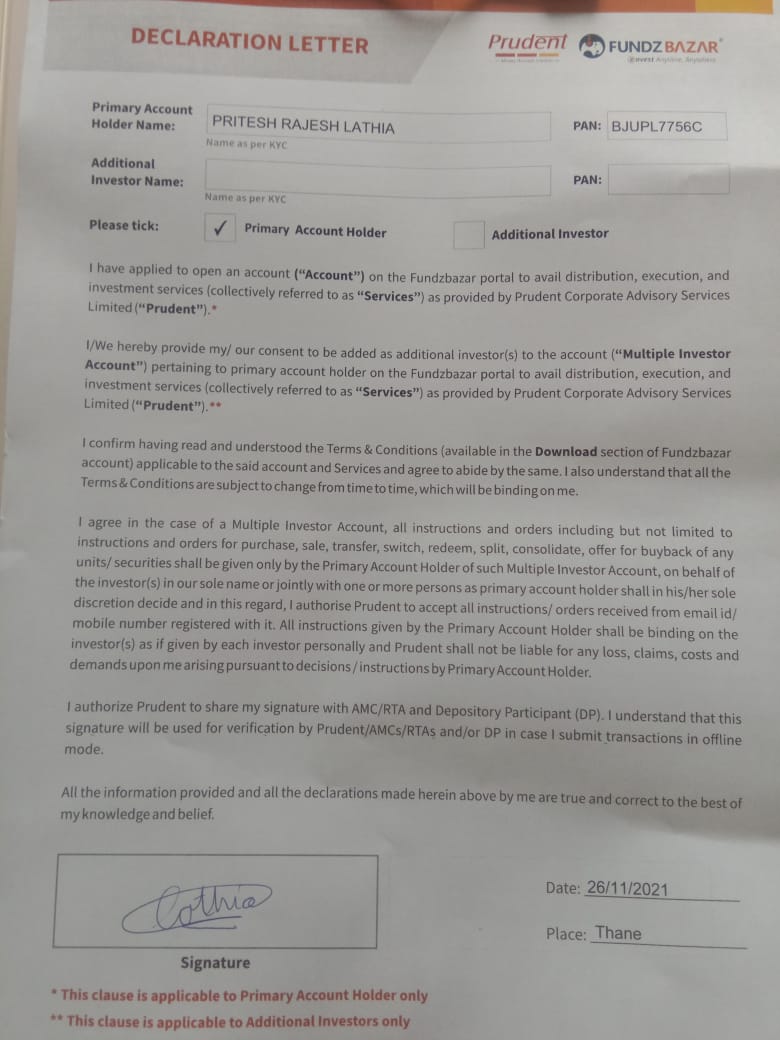 DECLARATION LETTER
Prudent
FUNDZ BAZAR
Invest Anytime, Anywhere
Primary Account
Holder Name:
PRITESH RAJESH LATHIA
PAN: BJUPL7756C
Name as per KYC
Additional
Investor Name:
PAN:
Name as per KYC
Please tick:
✓ Primary Account Holder
Additional Investor
I have applied to open an account (“Account”) on the Fundzbazar portal to avail distribution, execution, and
investment services (collectively referred to as “Services”) as provided by Prudent Corporate Advisory Services
Limited (“Prudent”).*
I/We hereby provide my/ our consent to be added as additional investor(s) to the account (“Multiple Investor
Account”) pertaining to primary account holder on the Fundzbazar portal to avail distribution, execution, and
investment services (collectively referred to as “Services”) as provided by Prudent Corporate Advisory Services
Limited (“Prudent”).**
I confirm having read and understood the Terms & Conditions (available in the Download section of Fundzbazar
account) applicable to the said account and Services and agree to abide by the same. I also understand that all the
Terms & Conditions are subject to change from time to time, which will be binding on me.
I agree in the case of a Multiple Investor Account, all instructions and orders including but not limited to
instructions and orders for purchase, sale, transfer, switch, redeem, split, consolidate, offer for buyback of any
units/ securities shall be given only by the Primary Account Holder of such Multiple Investor Account, on behalf of
the investor(s) in our sole name or jointly with one or more persons as primary account holder shall in his/her sole
discretion decide and in this regard, I authorise Prudent to accept all instructions/ orders received from email id/
mobile number registered with it. All instructions given by the Primary Account Holder shall be binding on the
investor(s) as if given by each investor personally and Prudent shall not be liable for any loss, claims, costs and
demands upon me arising pursuant to decisions / instructions by Primary Account Holder.
I authorize Prudent to share my signature with AMC/RTA and Depository Participant (DP). I understand that this
signature will be used for verification by Prudent/AMCs/RTAs and/or DP in case I submit transactions in offline
mode.
All the information provided and all the declarations made herein above by me are true and correct to the best of
my knowledge and belief.
Lathia
Date: 26/11/2021
Place: Thane
Signature
* This clause is applicable to Primary Account Holder only
** This clause is applicable to Additional Investors only